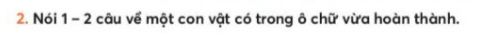 2. Nói 1 – 2 câu về một con vật có trong ô chữ vừa hoàn thành.